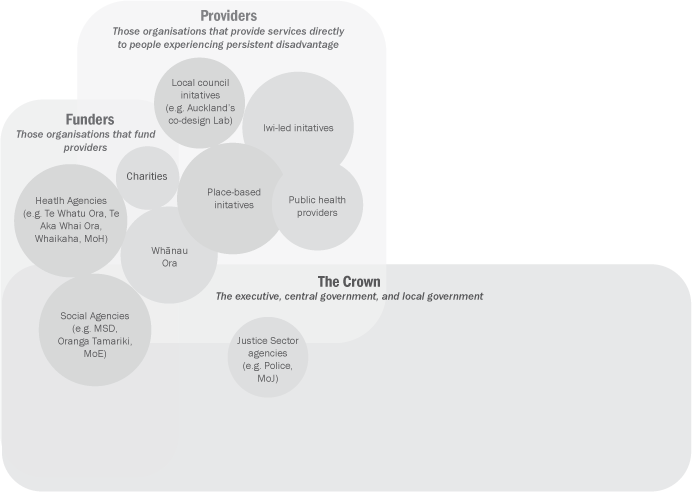 Providers
Those organisations that provide services directly
to people experiencing persistent disadvantage
Local council
initatives
(e.g. Auckland's
co-design Lab)
Iwi-led initatives
Funders
Those organisations that fund
providers
Charities
Heatlh Agencies
(e.g. Te Whatu Ora, Te
Aka Whai Ora,
Whaikaha, MoH)
Place-based
initatives
Public health
providers
Whānau
Ora
The Crown
The executive, central government, and local government
Social Agencies
(e.g. MSD,
Oranga Tamariki,
MoE)
Justice Sector
agencies
(e.g. Police,
MoJ)